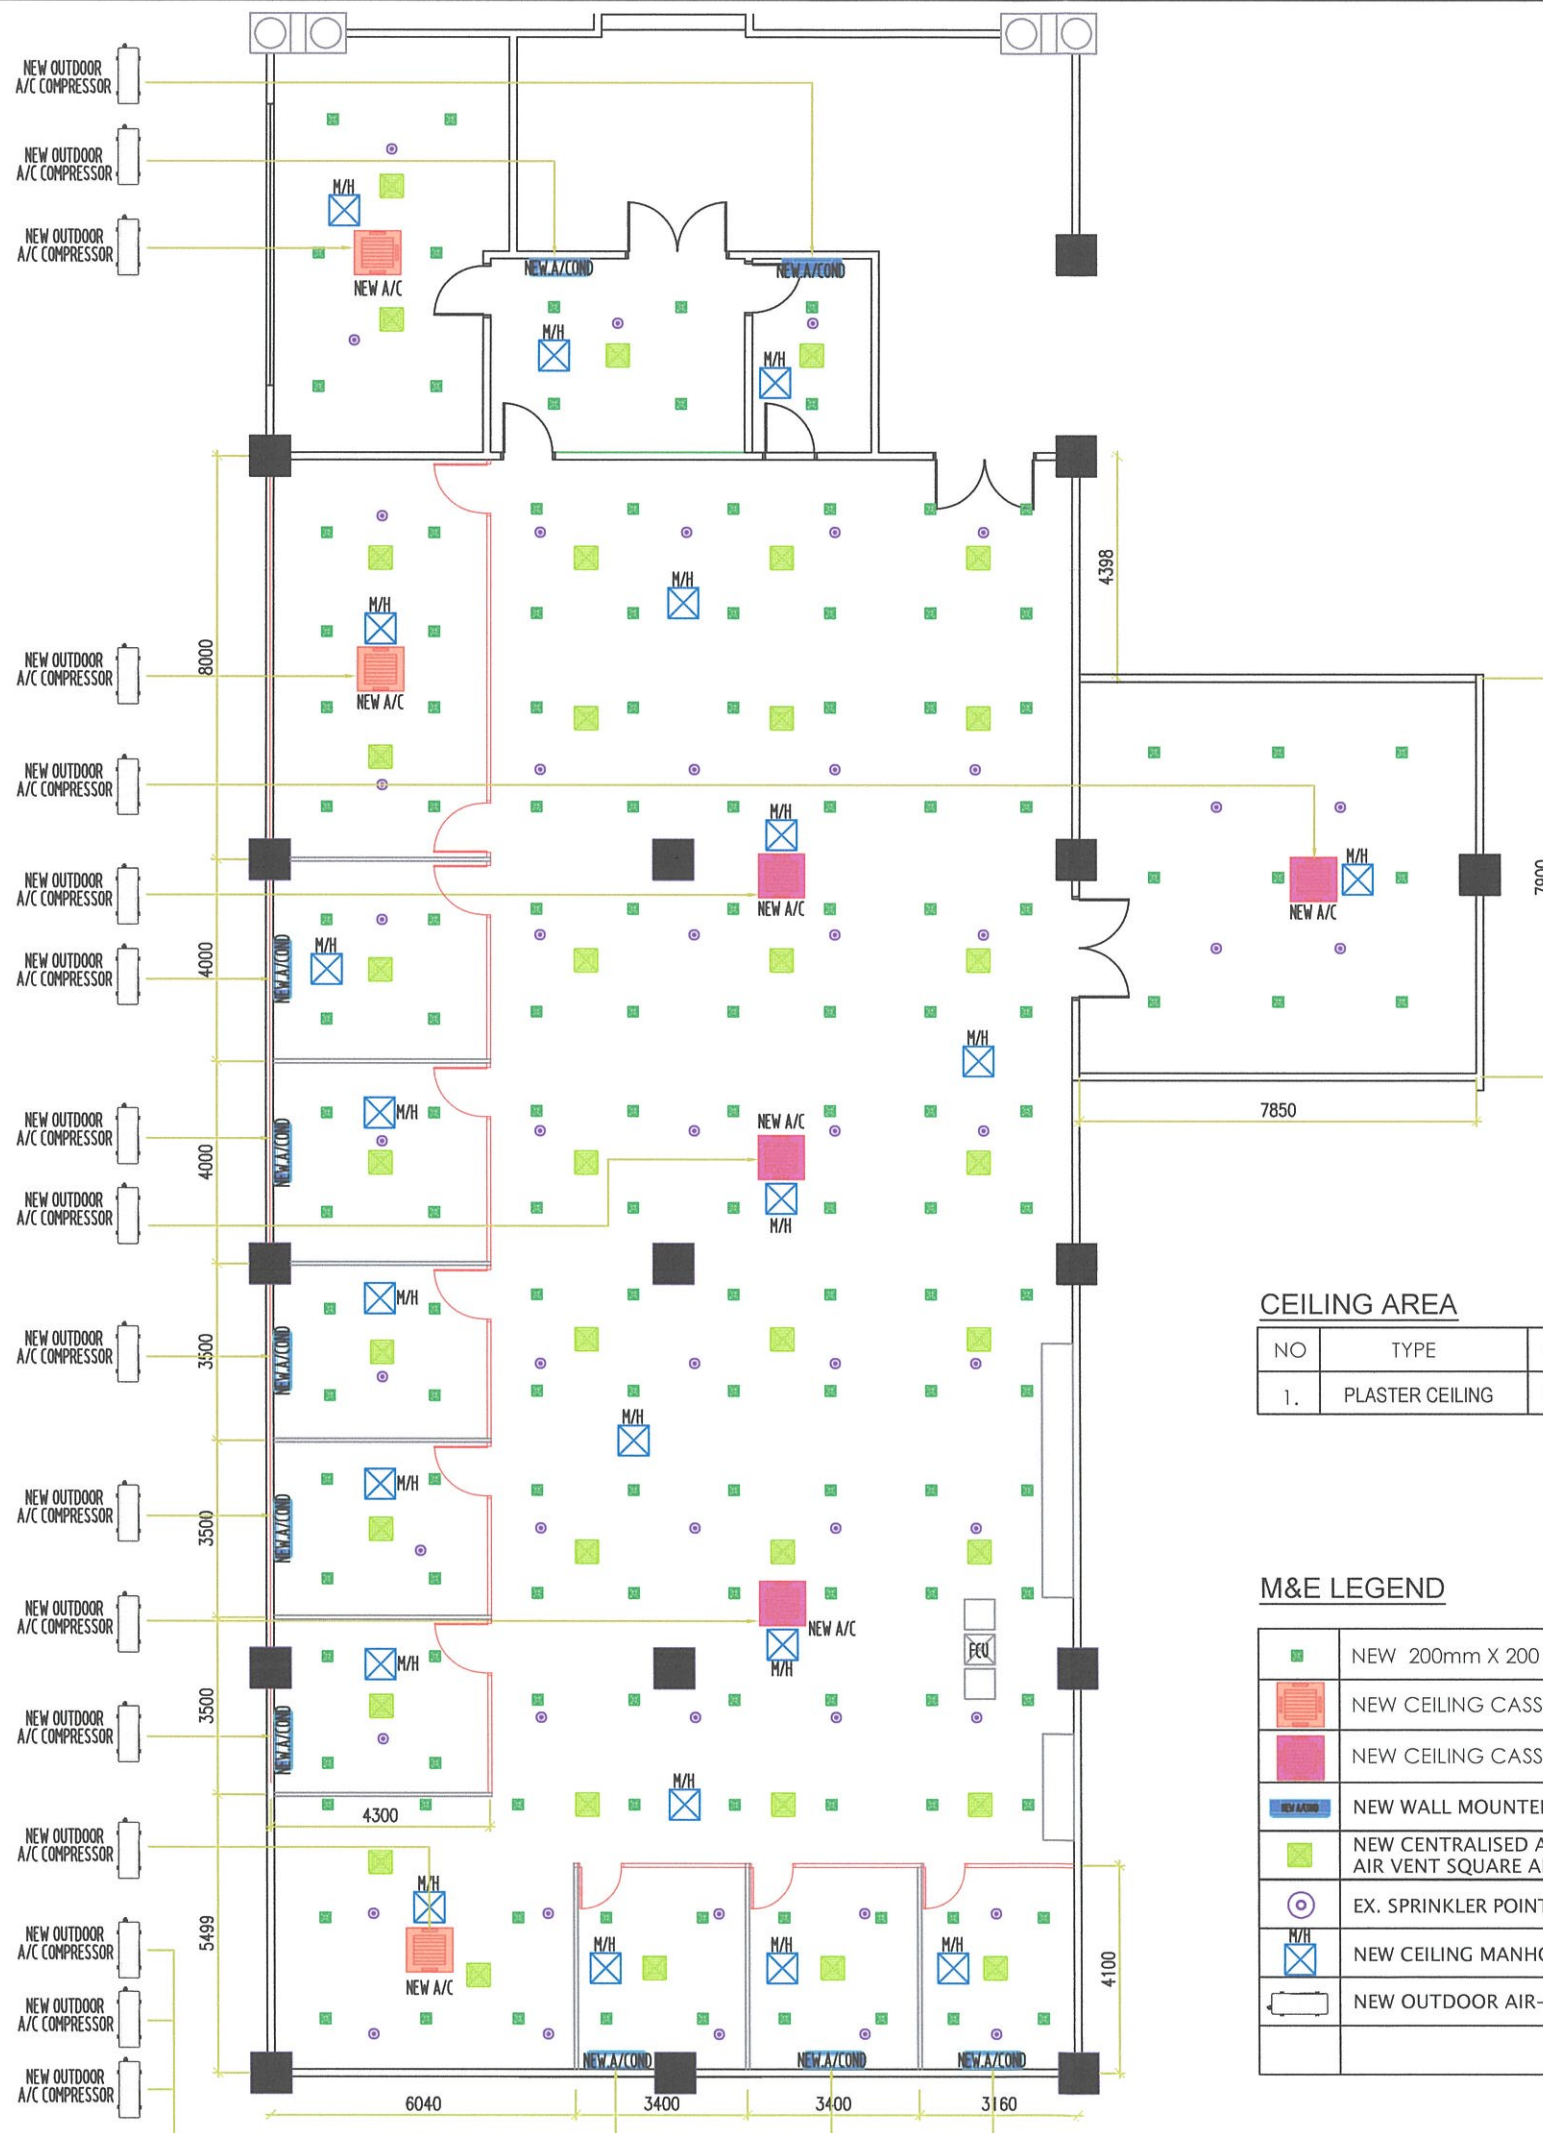 NEW OUTDOOR
A/C COMPRESSOR
NEW OUTDOOR
A/C COMPRESSOR
M/H
NEW OUTDOOR
A/C COMPRESSOR
NEW A/C
NEW.A/COND
NEW.A/COND
M/H
M/H
4398
M/H
M/H
8000
NEW OUTDOOR
A/C COMPRESSOR
NEW A/C
NEW OUTDOOR
A/C COMPRESSOR
M/H
M/H
NEW OUTDOOR
A/C COMPRESSOR
NEW A/C
NEW A/C
7900
NEW OUTDOOR
A/C COMPRESSOR
4000
NEW.A/COND
M/H
M/H
NEW OUTDOOR
A/C COMPRESSOR
4000
NEW.A/COND
M/H
NEW A/C
7850
NEW OUTDOOR
A/C COMPRESSOR
M/H
M/H
CEILING AREA
NO
TYPE
1.
PLASTER CEILING
NEW OUTDOOR
A/C COMPRESSOR
3500
NEW.A/COND
M/H
M/H
NEW OUTDOOR
A/C COMPRESSOR
3500
NEW.A/COND
M&E LEGEND
NEW OUTDOOR
A/C COMPRESSOR
NEW A/C
M/H
FCU
M/H
NEW 200mm X 200
NEW CEILING CASS
NEW OUTDOOR
A/C COMPRESSOR
3500
NEW.A/COND
NEW CEILING CASS
M/H
4300
NEW A/COND
NEW WALL MOUNTE
NEW OUTDOOR
A/C COMPRESSOR
NEW CENTRALISED A
AIR VENT SQUARE A
M/H
EX. SPRINKLER POINT
NEW OUTDOOR
A/C COMPRESSOR
5499
M/H
M/H
M/H
4100
M/H
NEW CEILING MANHO
NEW A/C
NEW OUTDOOR
A/C COMPRESSOR
NEW OUTDOOR AIR-
NEW OUTDOOR
A/C COMPRESSOR
NEW.A/COND
NEW.A/COND
NEW.A/COND
6040
3400
3400
3160